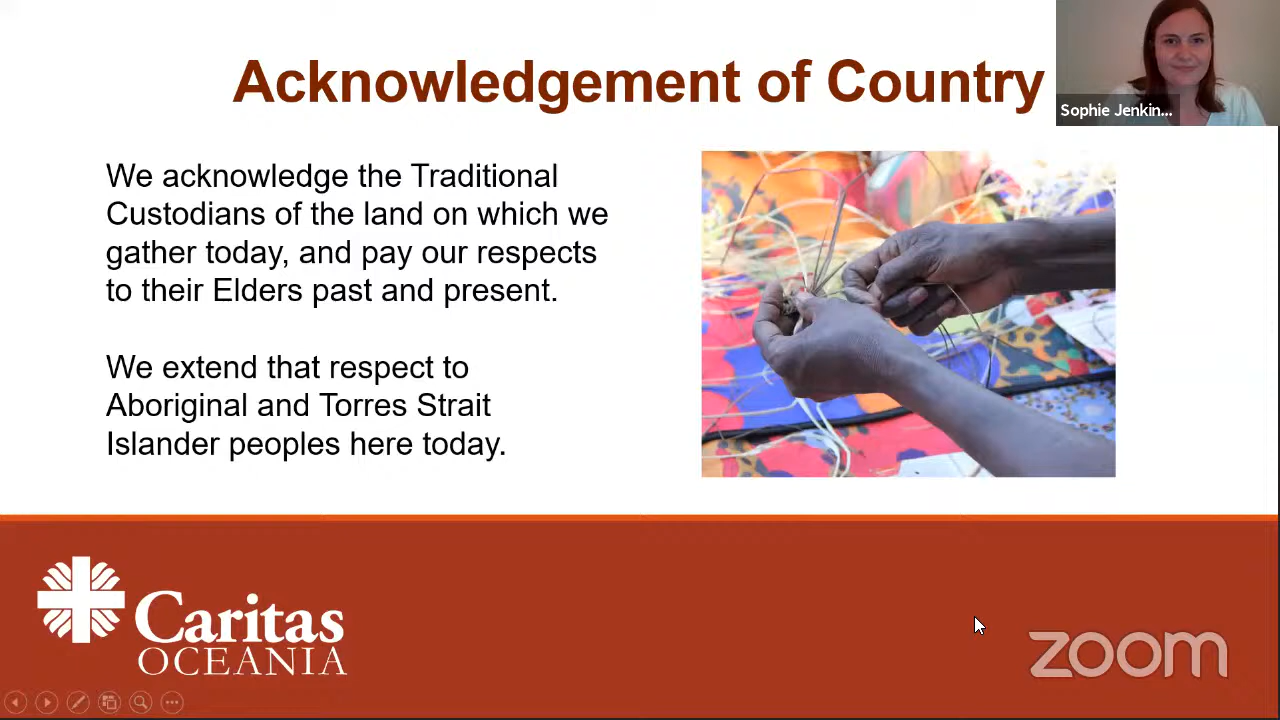 Acknowledgement of Country
Sophie Jenkin...
We acknowledge the Traditional
Custodians of the land on which we
gather today, and pay our respects
to their Elders past and present.
We extend that respect to
Aboriginal and Torres Strait
Islander peoples here today.
Caritas
OCEANIA
zoom